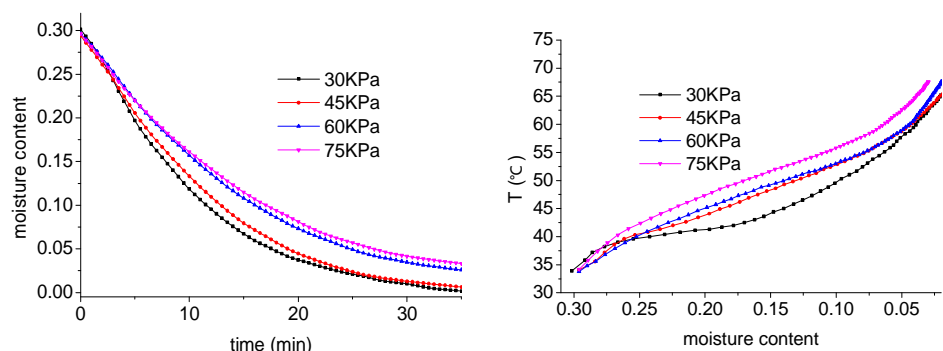 0.30
0.25
0.20
0.15
0.10
0.05
0.00
moisture content
0
10
20
30
time (min)
30KPa
45KPa
60KPa
75KPa
75
70
65
60
55
50
45
40
35
30
T (℃)
0.30
0.25
0.20
0.15
0.10
0.05
moisture content
30KPa
45KPa
60KPa
75KPa